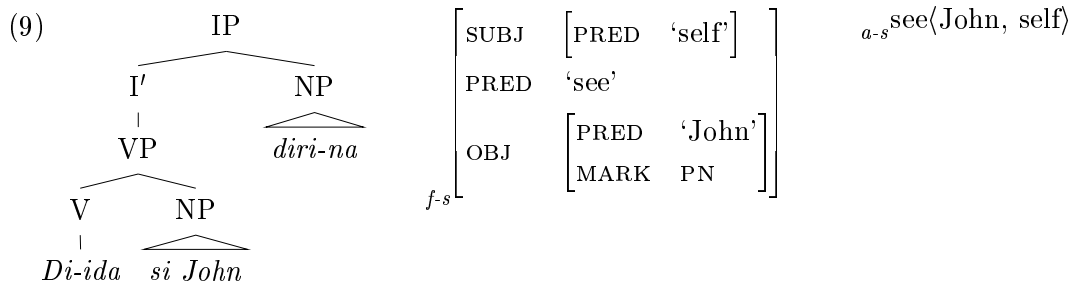 (9) IP
I′ NP
VP diri-na
V NP
Di-ida si John
SUBJ [PRED ‘self’]
PRED ‘see’
OBJ [PRED ‘John’
MARK PN]
f-s
a-s see⟨John, self⟩